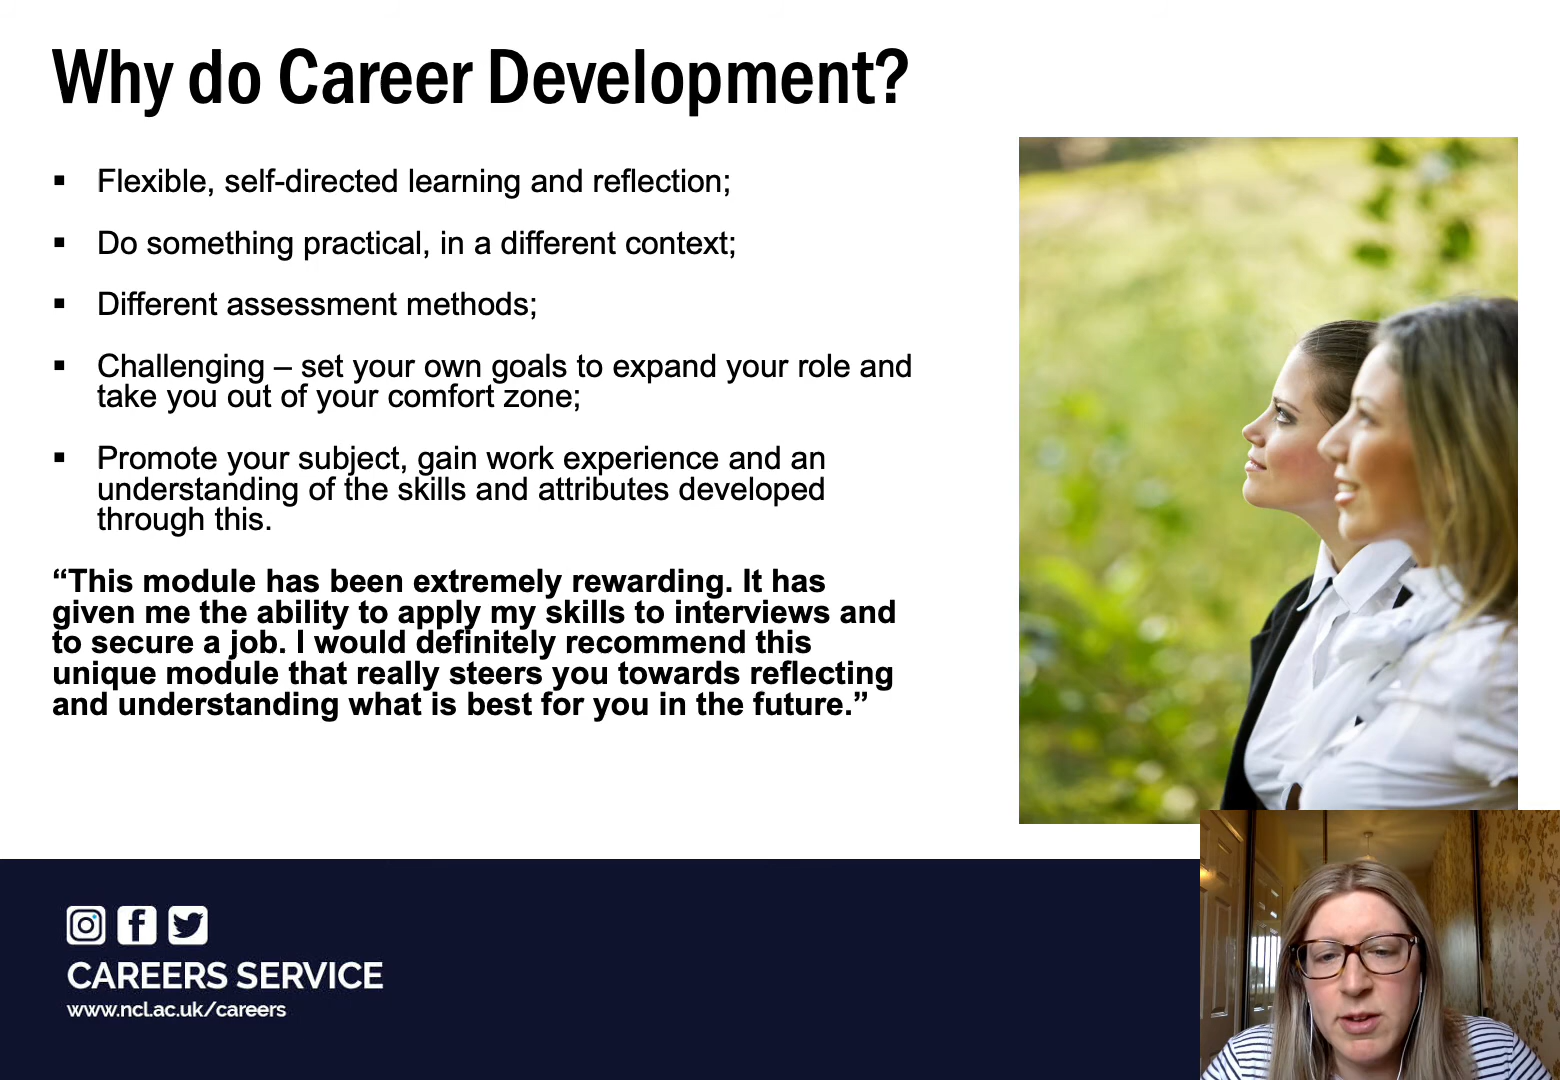 Why do Career Development?
▪ Flexible, self-directed learning and reflection;
▪ Do something practical, in a different context;
▪ Different assessment methods;
▪ Challenging – set your own goals to expand your role and
take you out of your comfort zone;
▪ Promote your subject, gain work experience and an
understanding of the skills and attributes developed
through this.
“This module has been extremely rewarding. It has
given me the ability to apply my skills to interviews and
to secure a job. I would definitely recommend this
unique module that really steers you towards reflecting
and understanding what is best for you in the future.”
CAREERS SERVICE
www.ncl.ac.uk/careers